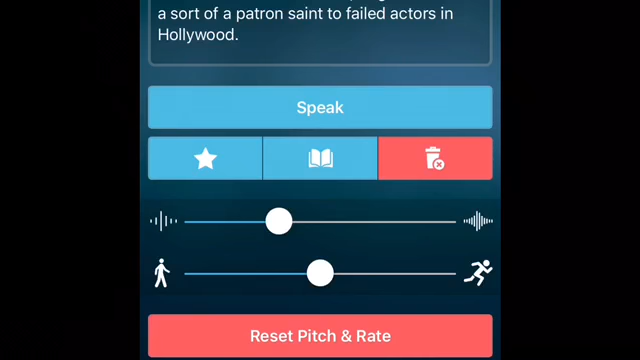 a sort of a patron saint to failed actors in
Hollywood.
Speak
Reset Pitch & Rate